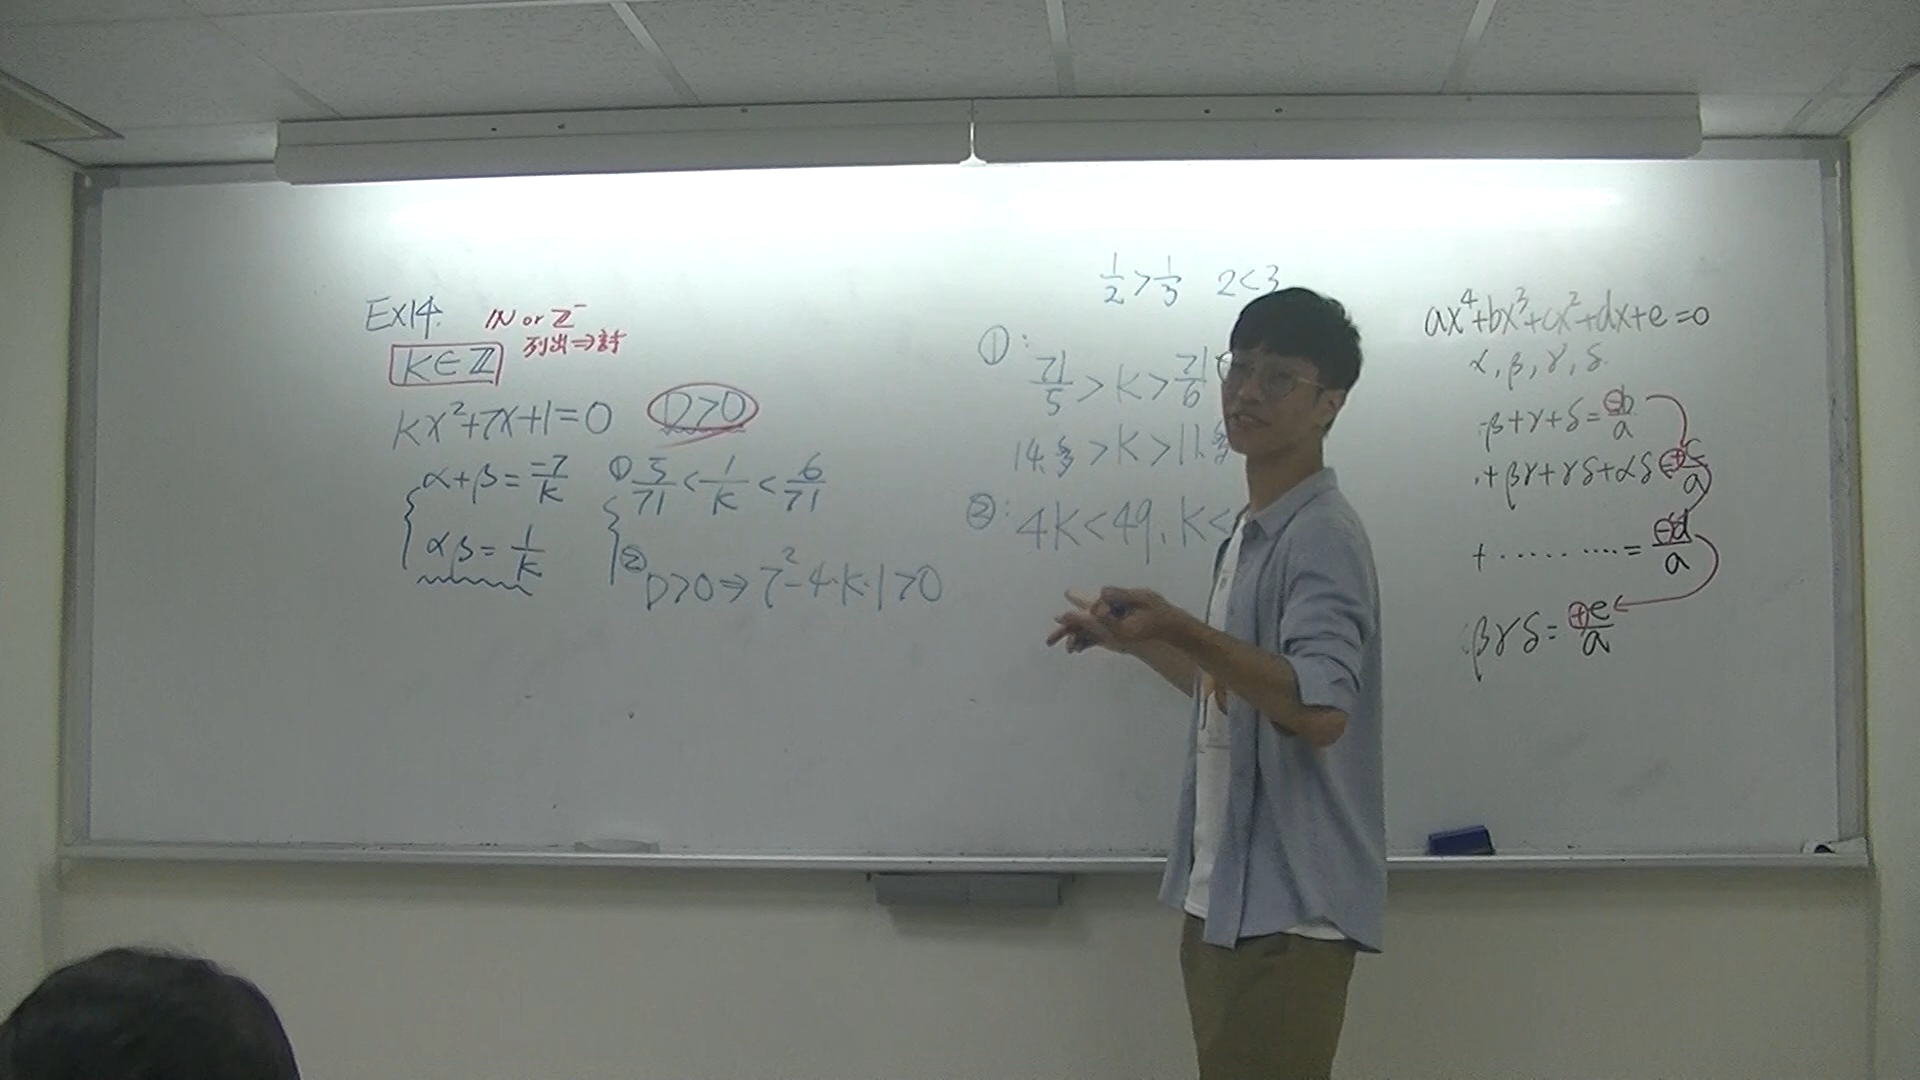 Ex14.
ℕ or ℤ⁻
列出⇒討
k∈ℤ
kx²+7x+1=0 D>0
α+β=-7/k
αβ=1/k
① 5/71<1/k<6/71
② D>0⇒7²-4·k·1>0
1/2>1/3 2<3
①:
71/5>k>71/6
14.多>k>11.多
②: 4k<49, k<
ax⁴+bx³+cx²+dx+e=0
α, β, γ, δ.
β+γ+δ=-b/a
+βγ+γδ+αδ=+c/a
+……….=-d/a
βγδ=+e/a